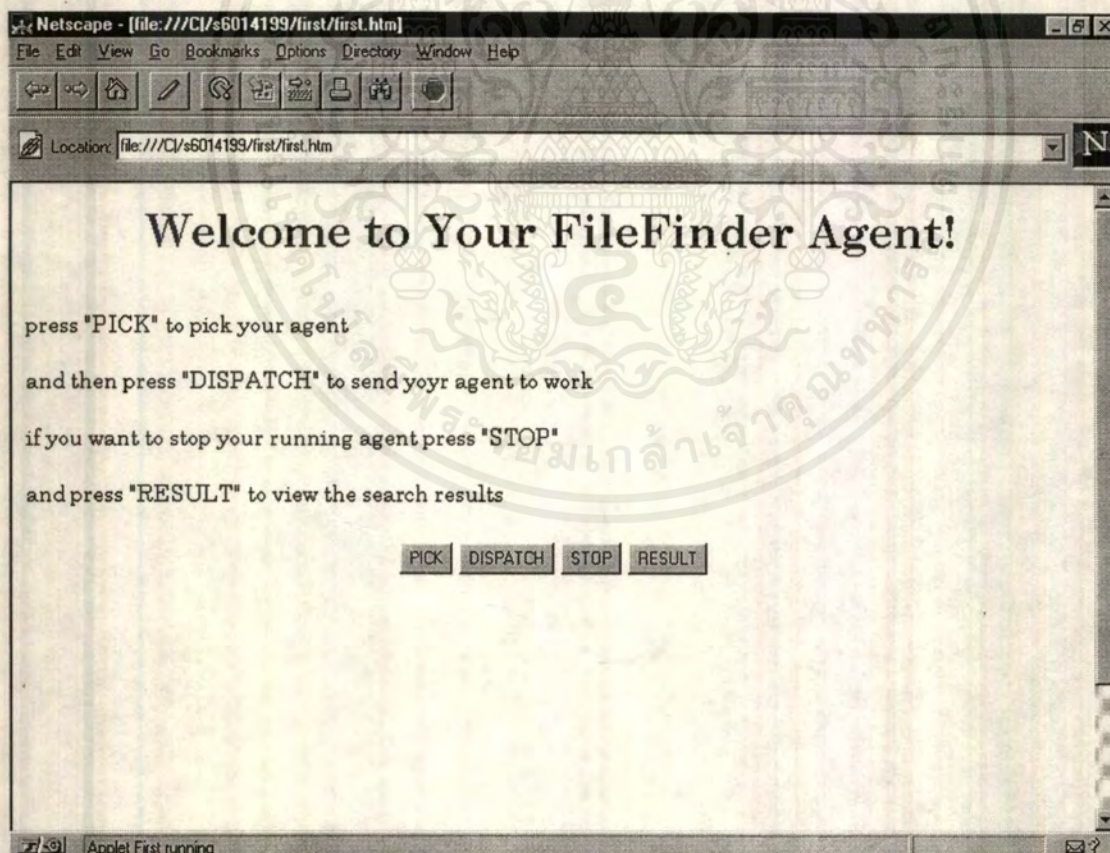 Netscape - [file:///C|/s6014199/first/first.htm]
File Edit View Go Bookmarks Options Directory Window Help
Location: file:///C|/s6014199/first/first.htm
N
Welcome to Your FileFinder Agent!
press "PICK" to pick your agent
and then press "DISPATCH" to send yoyr agent to work
if you want to stop your running agent press "STOP"
and press "RESULT" to view the search results
PICK DISPATCH STOP RESULT
Applet First running